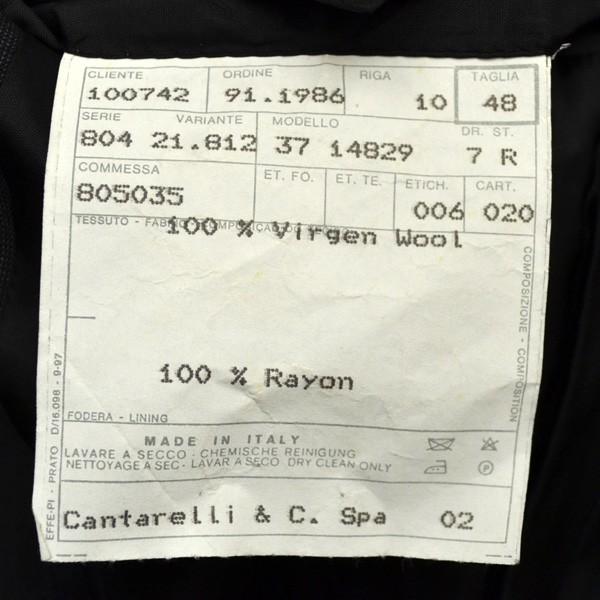 CLIENTE ORDINE RIGA TAGLIA
100742 91.1986 10 48
SERIE VARIANTE MODELLO DR. ST.
804 21.812 37 14829 7 R
COMMESSA ET. FO. ET. TE. ETICH. CART.
805035 006 020
TESSUTO - FABRIC
100 % Virgen Wool
COMPOSIZIONE - COMPOSITION
100 % Rayon
FODERA - LINING
MADE IN ITALY
LAVARE A SECCO - CHEMISCHE REINIGUNG
NETTOYAGE A SEC - LAVAR A SECO DRY CLEAN ONLY
P
Cantarelli & C. Spa 02
EFFE-PI - PRATO D/16.098 - 9-97